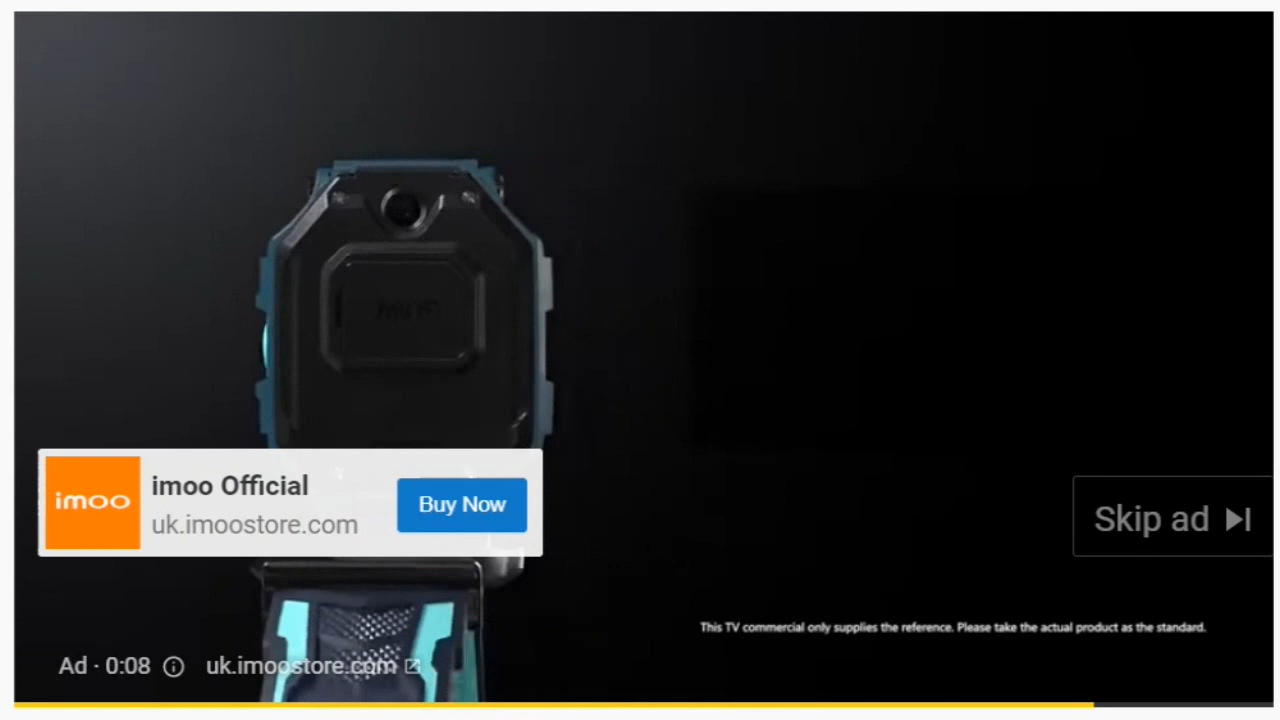 imoo
imoo Official
uk.imoostore.com
Buy Now
Skip ad
This TV commercial only supplies the reference. Please take the actual product as the standard.
Ad · 0:08 uk.imoostore.com